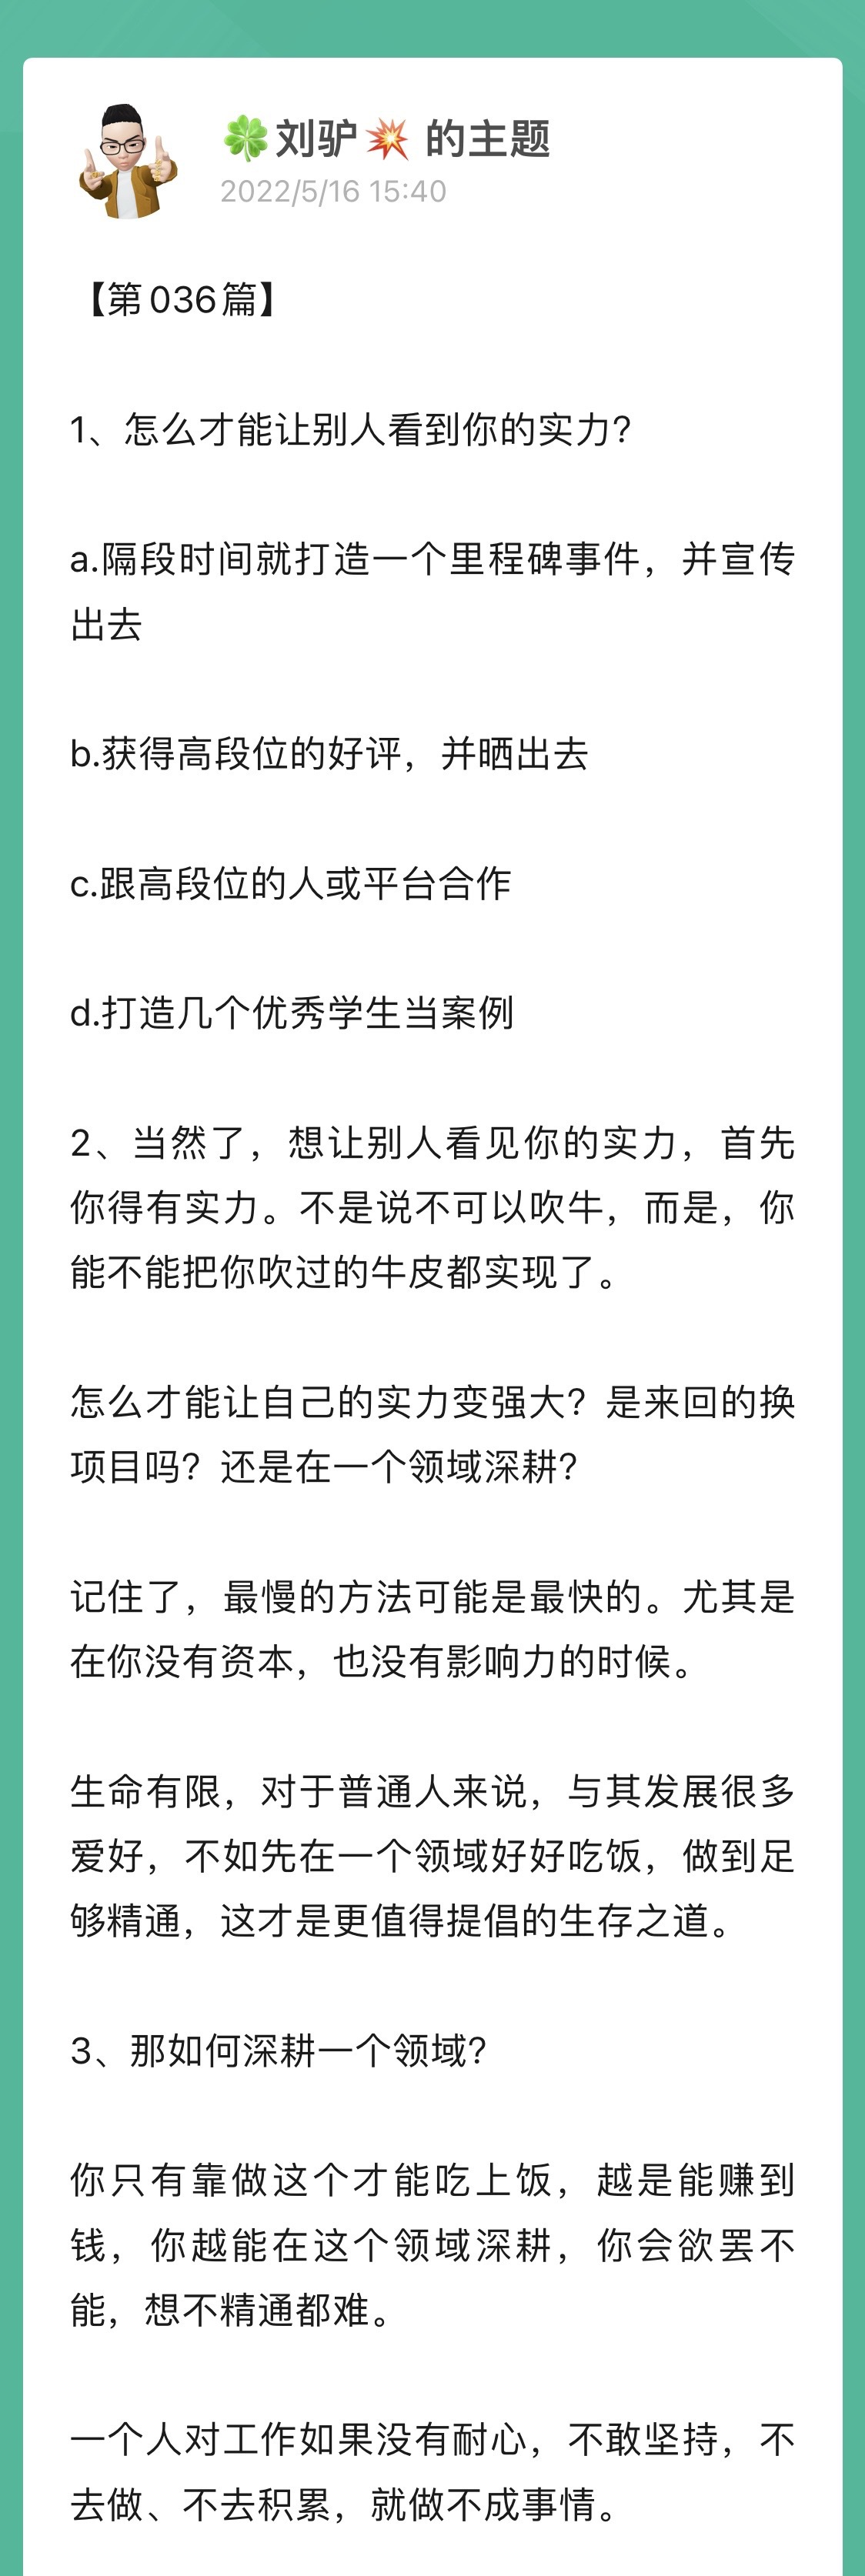 🍀刘驴💥 的主题
2022/5/16 15:40
【第036篇】
1、怎么才能让别人看到你的实力?
a.隔段时间就打造一个里程碑事件，并宣传
出去
b.获得高段位的好评，并晒出去
c.跟高段位的人或平台合作
d.打造几个优秀学生当案例
2、当然了，想让别人看见你的实力，首先
你得有实力。不是说不可以吹牛，而是，你
能不能把你吹过的牛皮都实现了。
怎么才能让自己的实力变强大？是来回的换
项目吗？还是在一个领域深耕?
记住了，最慢的方法可能是最快的。尤其是
在你没有资本，也没有影响力的时候。
生命有限，对于普通人来说，与其发展很多
爱好，不如先在一个领域好好吃饭，做到足
够精通，这才是更值得提倡的生存之道。
3、那如何深耕一个领域?
你只有靠做这个才能吃上饭，越是能赚到
钱，你越能在这个领域深耕，你会欲罢不
能，想不精通都难。
一个人对工作如果没有耐心，不敢坚持，不
去做、不去积累，就做不成事情。